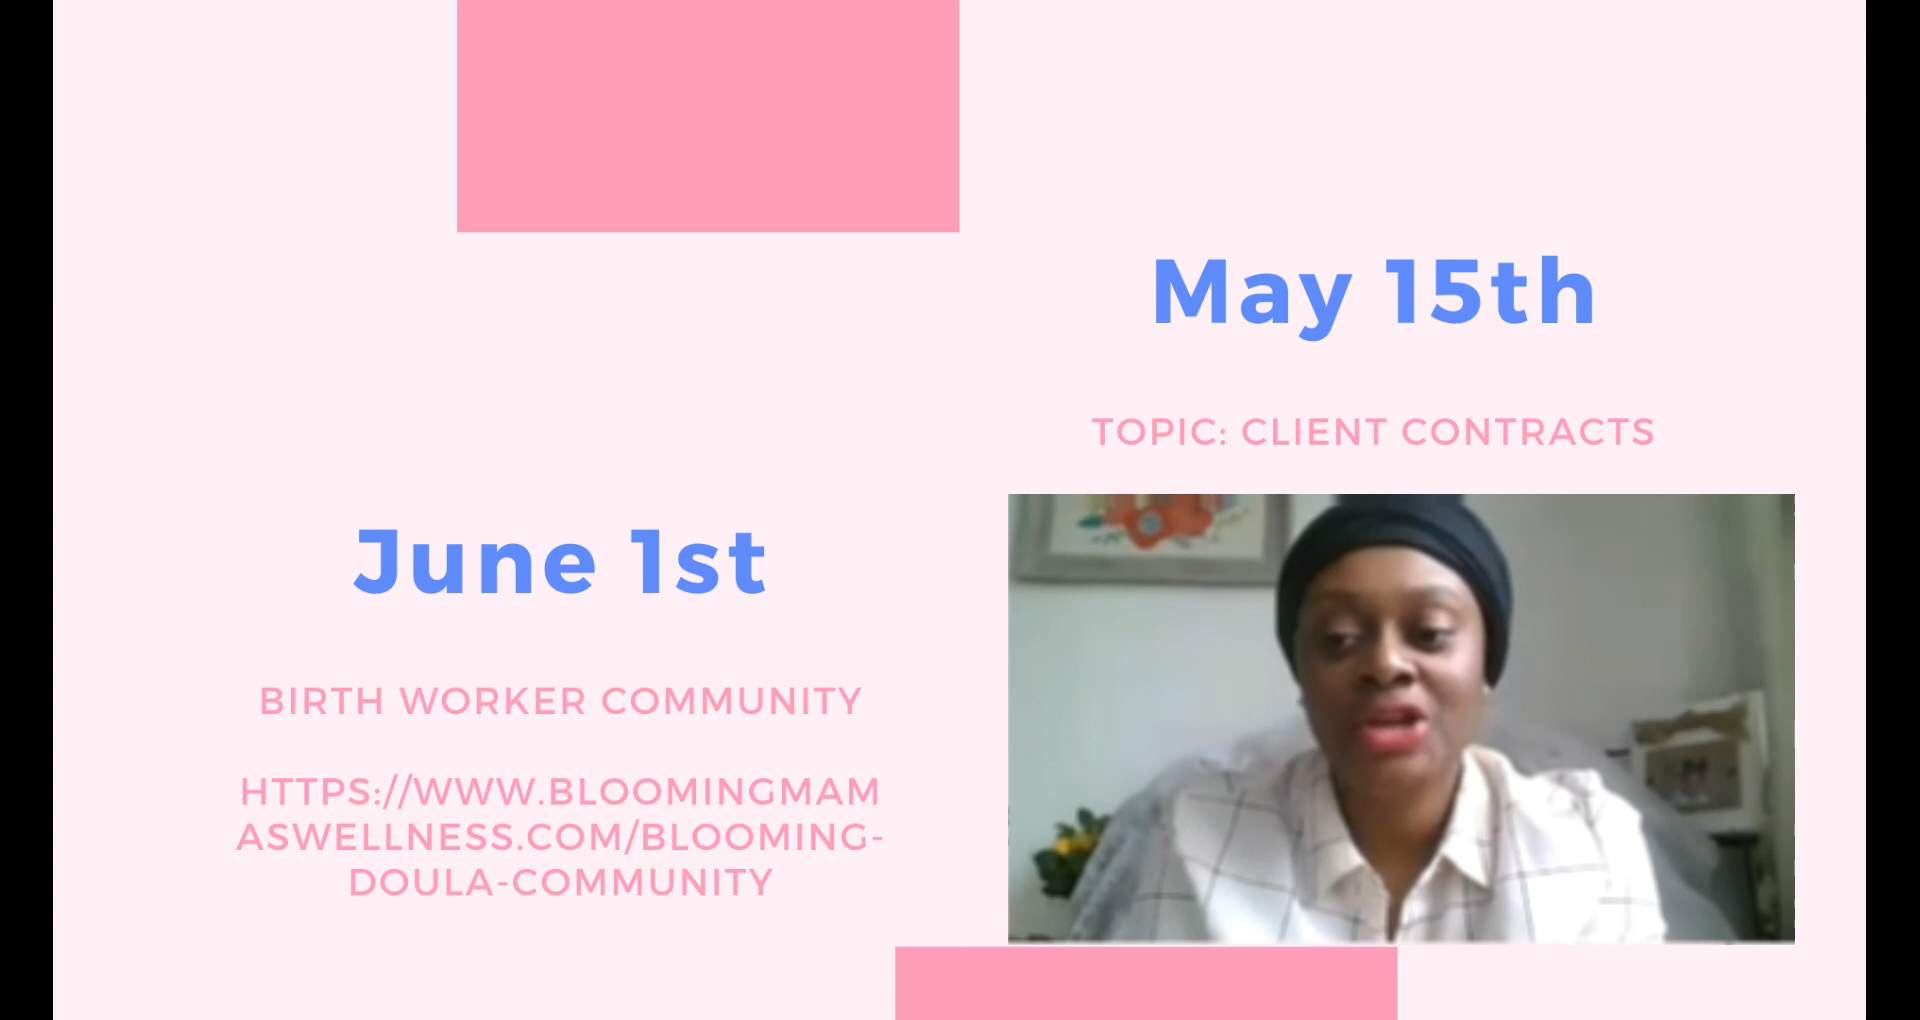 May 15th
TOPIC: CLIENT CONTRACTS
June 1st
BIRTH WORKER COMMUNITY
HTTPS://WWW.BLOOMINGMAM
ASWELLNESS.COM/BLOOMING-
DOULA-COMMUNITY